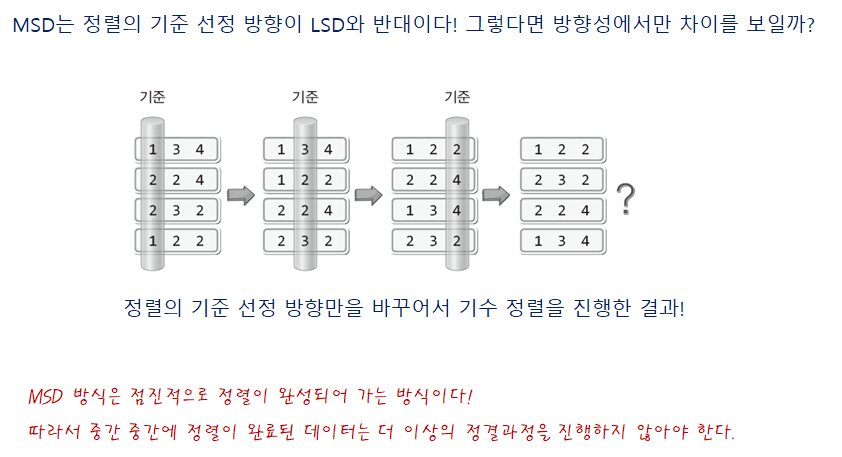 MSD는 정렬의 기준 선정 방향이 LSD와 반대이다! 그렇다면 방향성에서만 차이를 보일까?
기준 기준 기준
1 3 4 1 3 4 1 2 2 1 2 2
2 2 4 1 2 2 2 2 4 2 3 2
2 3 2 2 2 4 1 3 4 2 2 4
1 2 2 2 3 2 2 3 2 1 3 4
?
정렬의 기준 선정 방향만을 바꾸어서 기수 정렬을 진행한 결과!
MSD 방식은 점진적으로 정렬이 완성되어 가는 방식이다!
따라서 중간 중간에 정렬이 완료된 데이터는 더 이상의 정결과정을 진행하지 않아야 한다.